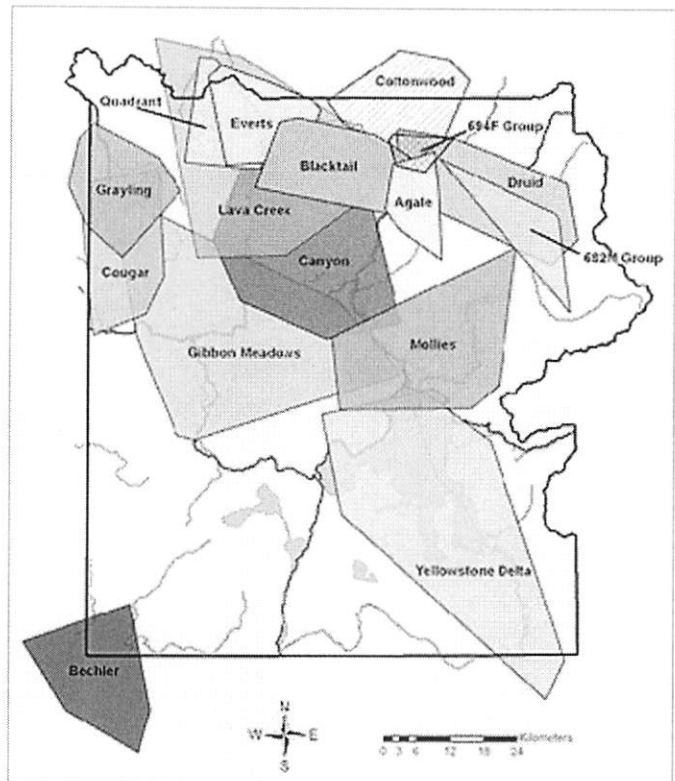 Cottonwood
Quadrant
Everts
694F Group
Blacktail
Grayling
Druid
Lava Creek
Agate
682M Group
Canyon
Cougar
Mollies
Gibbon Meadows
Yellowstone Delta
Bechler
N
W E
S
Kilometers
0 3 6 12 18 24